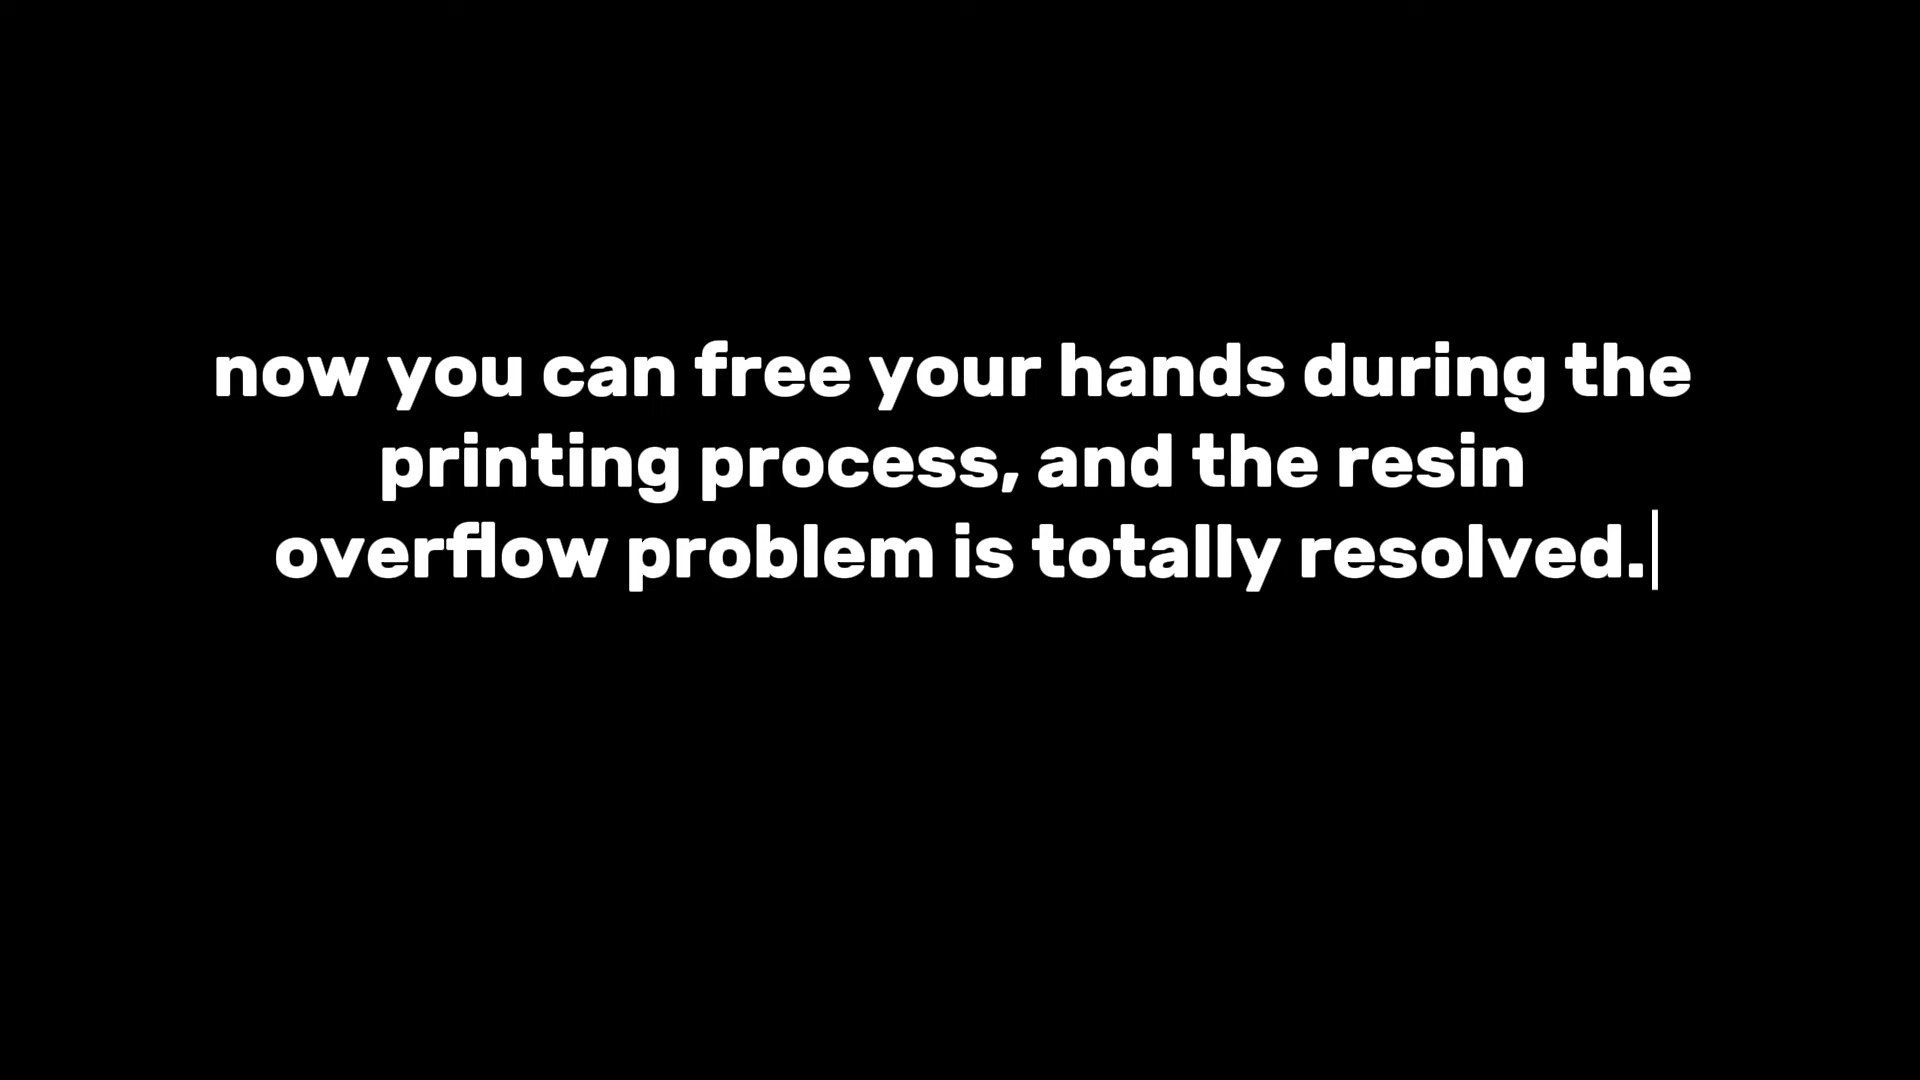 now you can free your hands during the
printing process, and the resin
overflow problem is totally resolved.